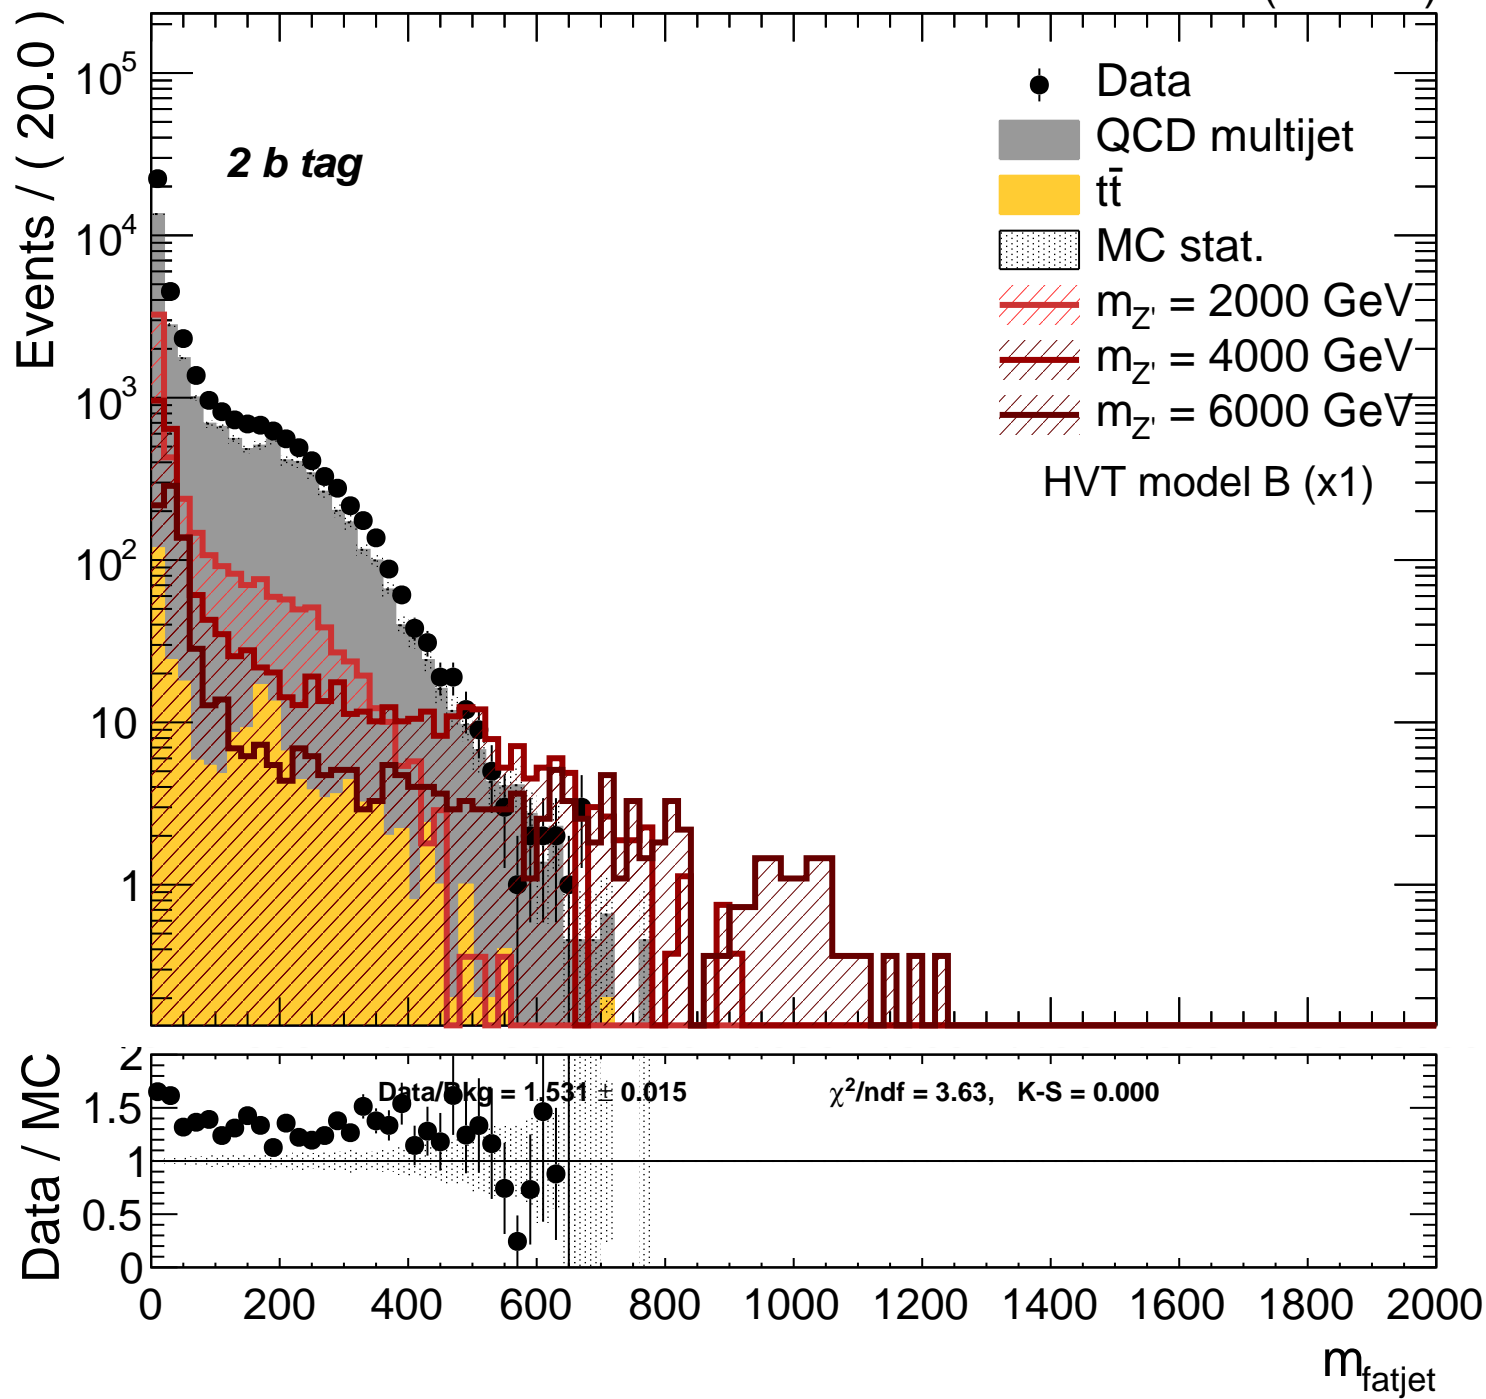 Events / ( 20.0 )
10^5
10^4
10^3
10^2
10
1
2 b tag
Data
QCD multijet
tt̄
MC stat.
m_Z' = 2000 GeV
m_Z' = 4000 GeV
m_Z' = 6000 GeV
HVT model B (x1)
Data / MC
2
1.5
1
0.5
0
Data/Bkg = 1.531 ± 0.015
χ²/ndf = 3.63, K-S = 0.000
0 200 400 600 800 1000 1200 1400 1600 1800 2000
m_fatjet